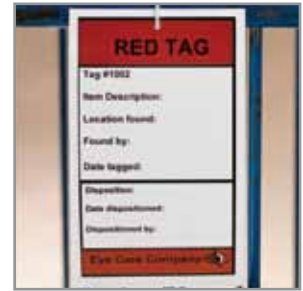 RED TAG
Tag #1002
Item Description:
Location found:
Found by:
Date tagged:
Disposition:
Date dispositioned:
Dispositioned by:
Eye Care Company